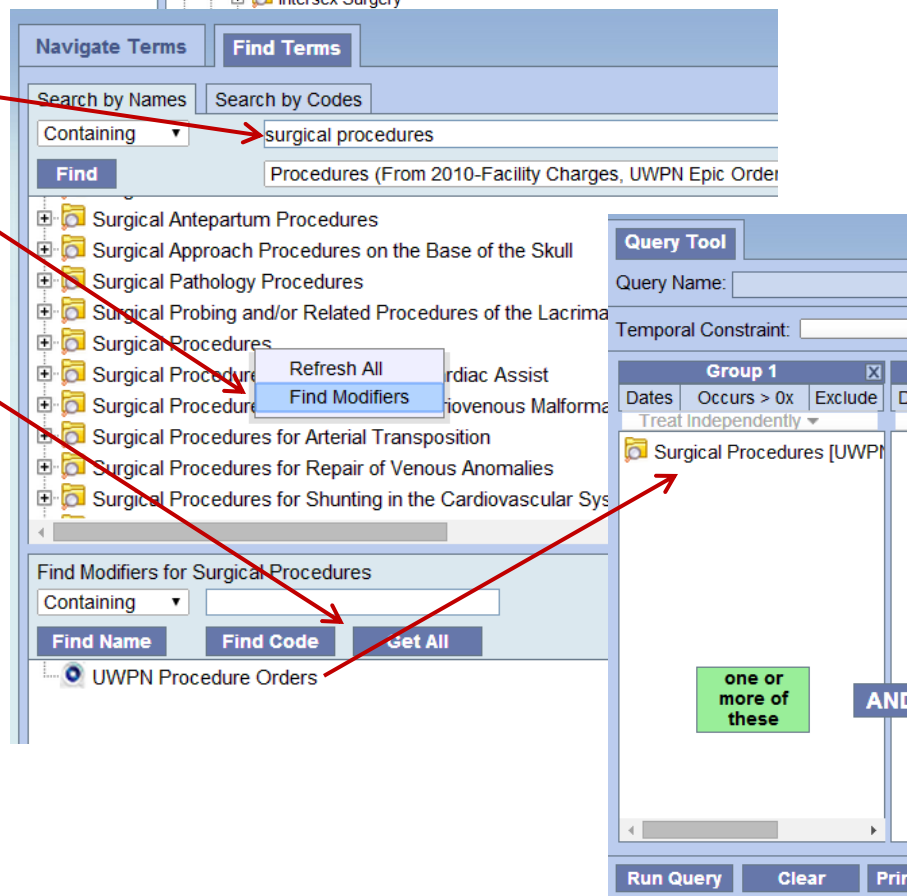 Intersex Surgery
Navigate Terms
Find Terms
Search by Names
Search by Codes
Containing
surgical procedures
Find
Procedures (From 2010-Facility Charges, UWPN Epic Order
Surgical Antepartum Procedures
Surgical Approach Procedures on the Base of the Skull
Surgical Pathology Procedures
Surgical Probing and/or Related Procedures of the Lacrima
Surgical Procedures
Surgical Procedure
rdiac Assist
Surgical Procedure
riovenous Malforma
Surgical Procedures for Arterial Transposition
Surgical Procedures for Repair of Venous Anomalies
Surgical Procedures for Shunting in the Cardiovascular Sys
Refresh All
Find Modifiers
Find Modifiers for Surgical Procedures
Containing
Find Name
Find Code
Get All
UWPN Procedure Orders
Query Tool
Query Name:
Temporal Constraint:
Group 1
X
Dates
Occurs > 0x
Exclude
D
Treat Independently
Surgical Procedures [UWPN
one or
more of
these
AND
Run Query
Clear
Prin